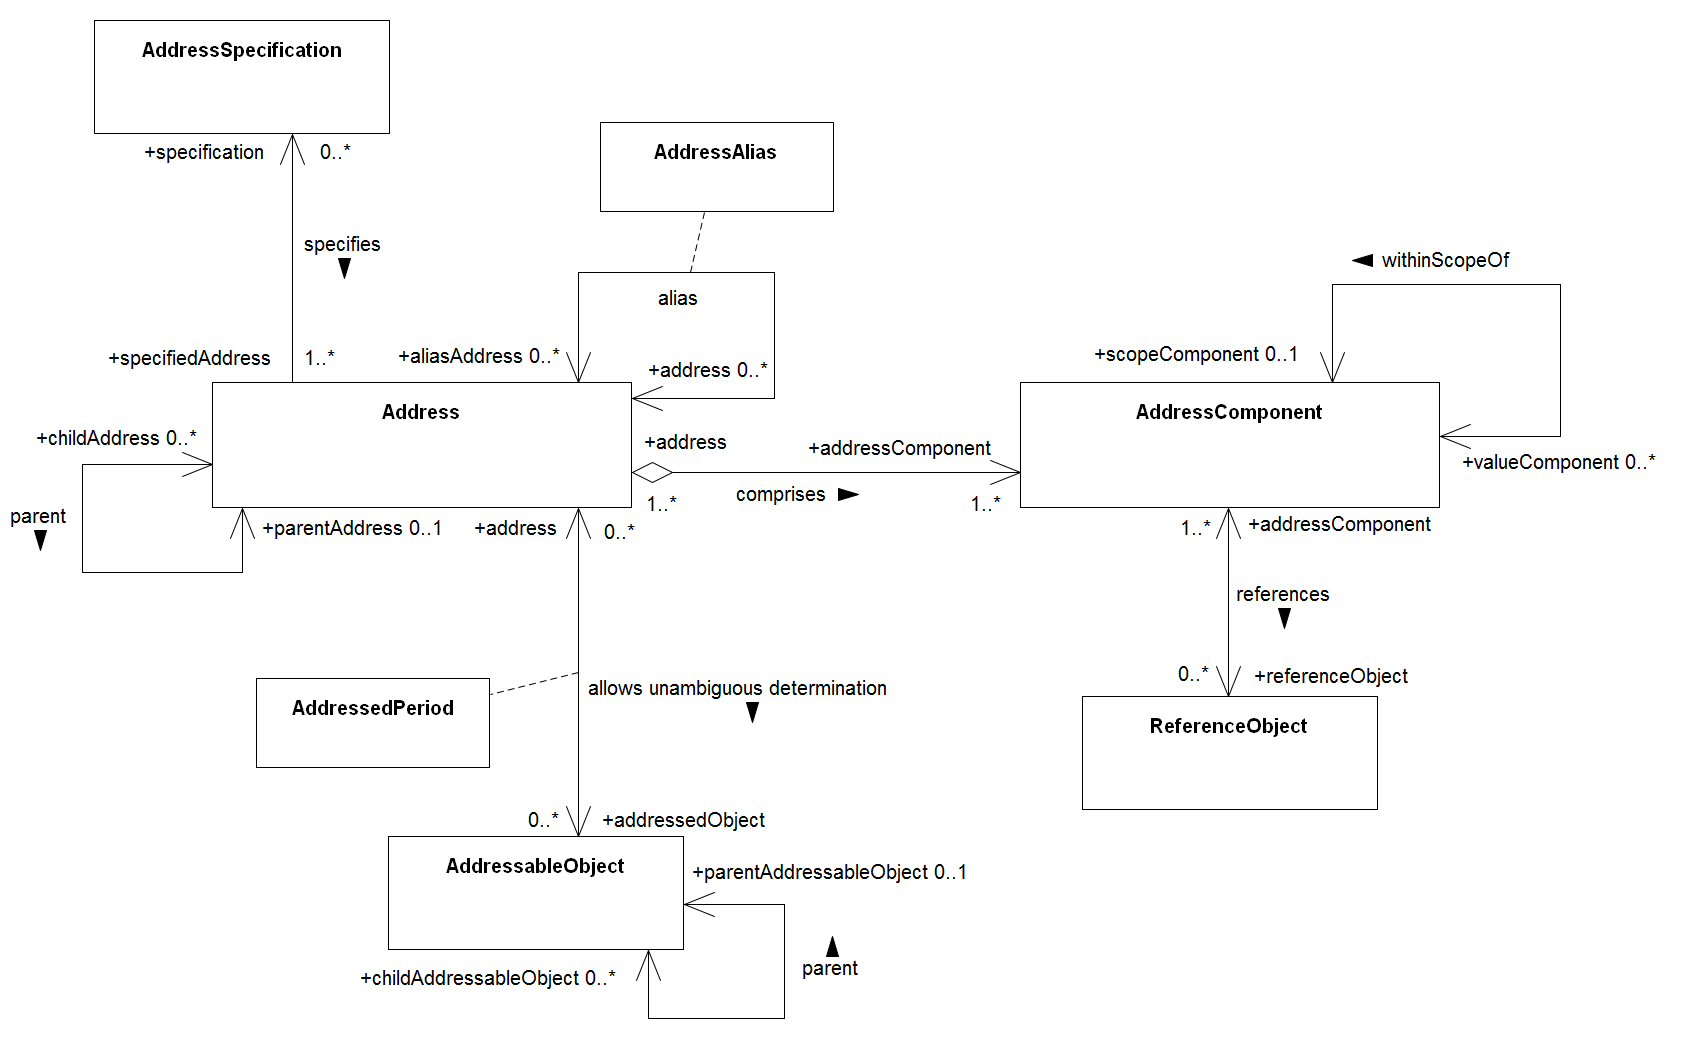 AddressSpecification
+specification
0..*
AddressAlias
specifies
withinScopeOf
alias
+specifiedAddress
1..*
+aliasAddress 0..*
+scopeComponent 0..1
+address 0..*
Address
AddressComponent
+childAddress 0..*
+address
+addressComponent
+valueComponent 0..*
comprises
1..*
1..*
parent
+parentAddress 0..1
+address
0..*
1..*
+addressComponent
references
0..*
+referenceObject
allows unambiguous determination
AddressedPeriod
ReferenceObject
0..*
+addressedObject
AddressableObject
+parentAddressableObject 0..1
parent
+childAddressableObject 0..*